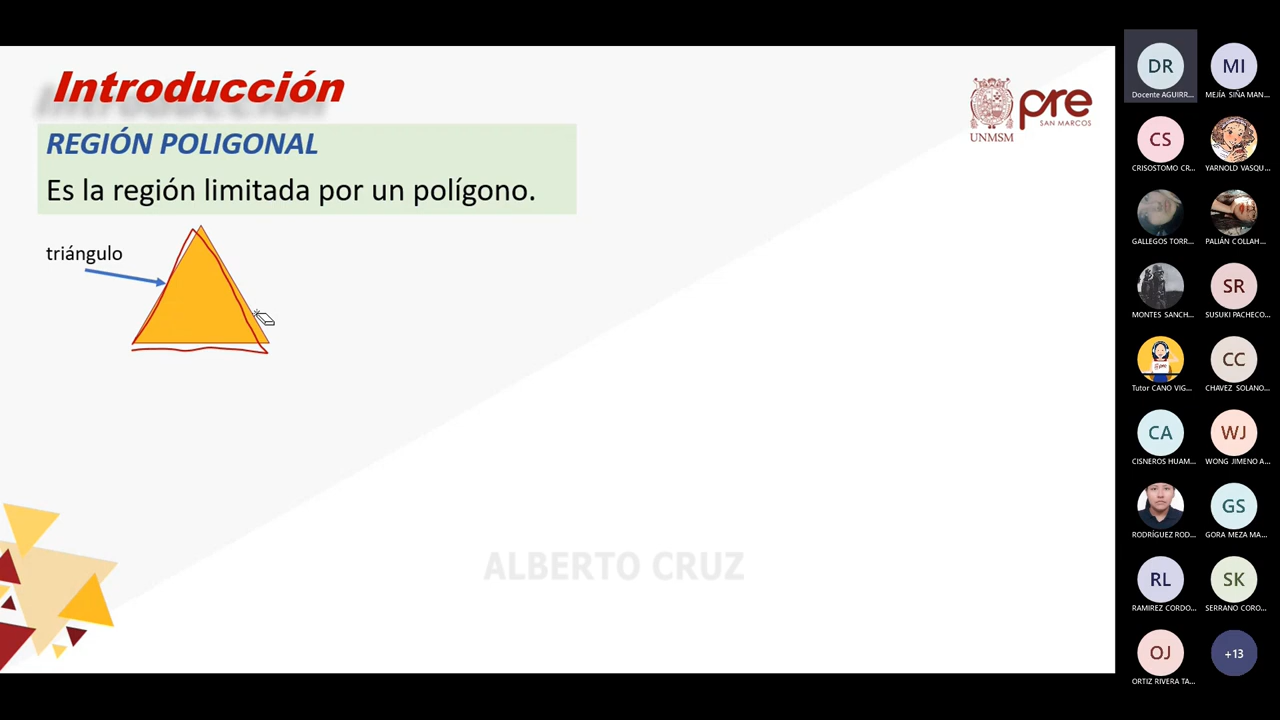 Introducción
REGIÓN POLIGONAL
Es la región limitada por un polígono.
triángulo
UNMSM
pre
SAN MARCOS
ALBERTO CRUZ
DR
Docente AGUIRR...
MI
MEJÍA SIÑA MAN...
CS
CRISOSTOMO CR...
YARNOLD VASQU...
GALLEGOS TORR...
PALIÁN COLLAH...
MONTES SANCH...
SR
SUSUKI PACHECO...
Tutor CANO VIG...
CC
CHAVEZ SOLANO...
CA
CISNEROS HUAM...
WJ
WONG JIMENO A...
RODRÍGUEZ ROD...
GS
GORA MEZA MA...
RL
RAMIREZ CORDO...
SK
SERRANO CORO...
OJ
ORTIZ RIVERA TA...
+13